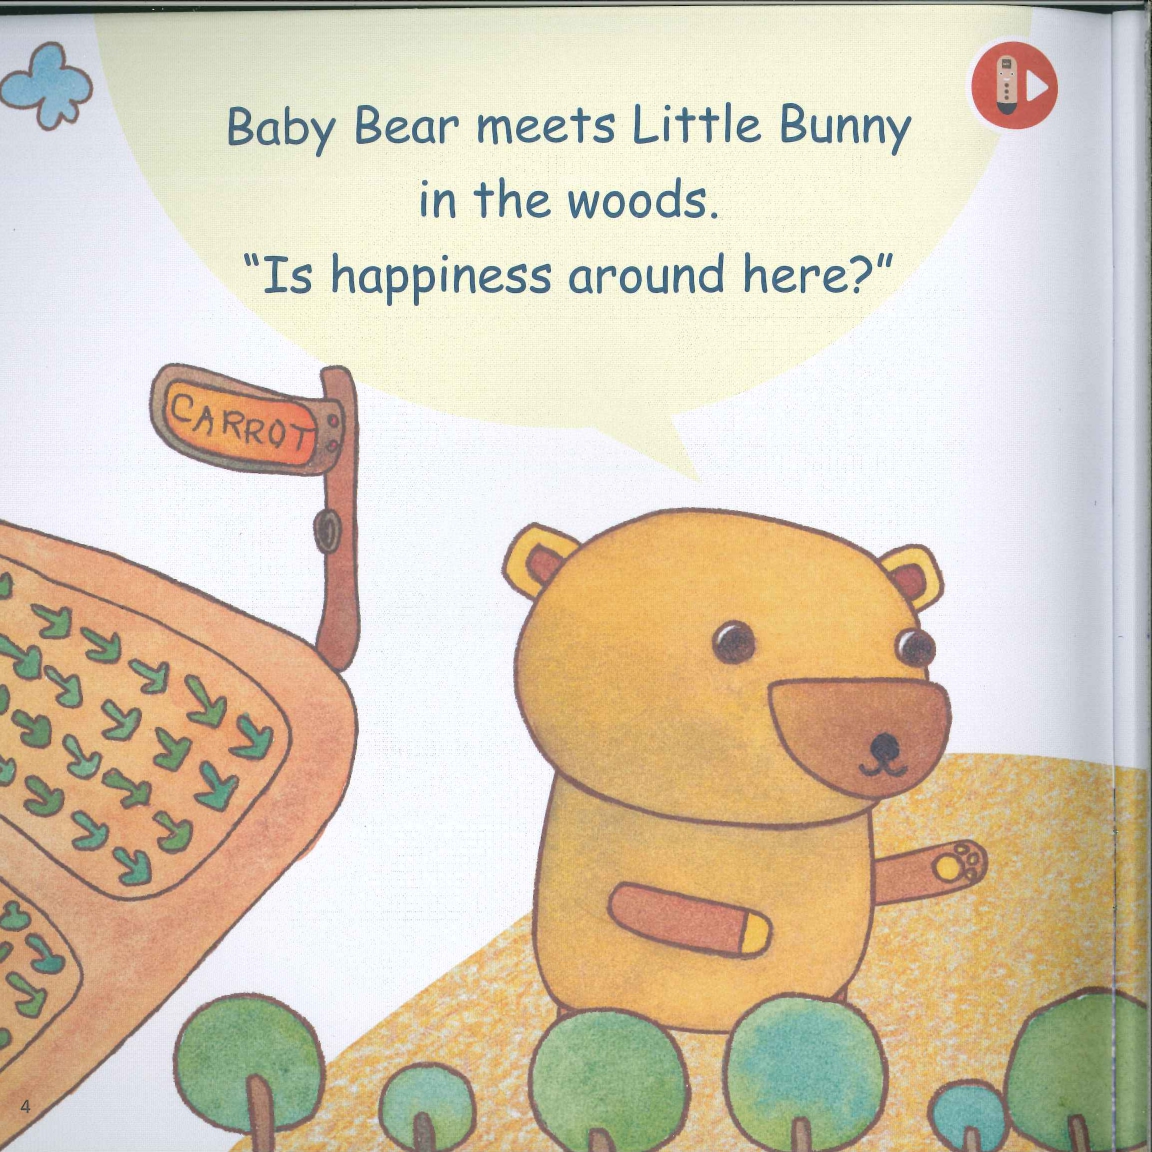 Baby Bear meets Little Bunny
in the woods.
“Is happiness around here?”
CARROT
4